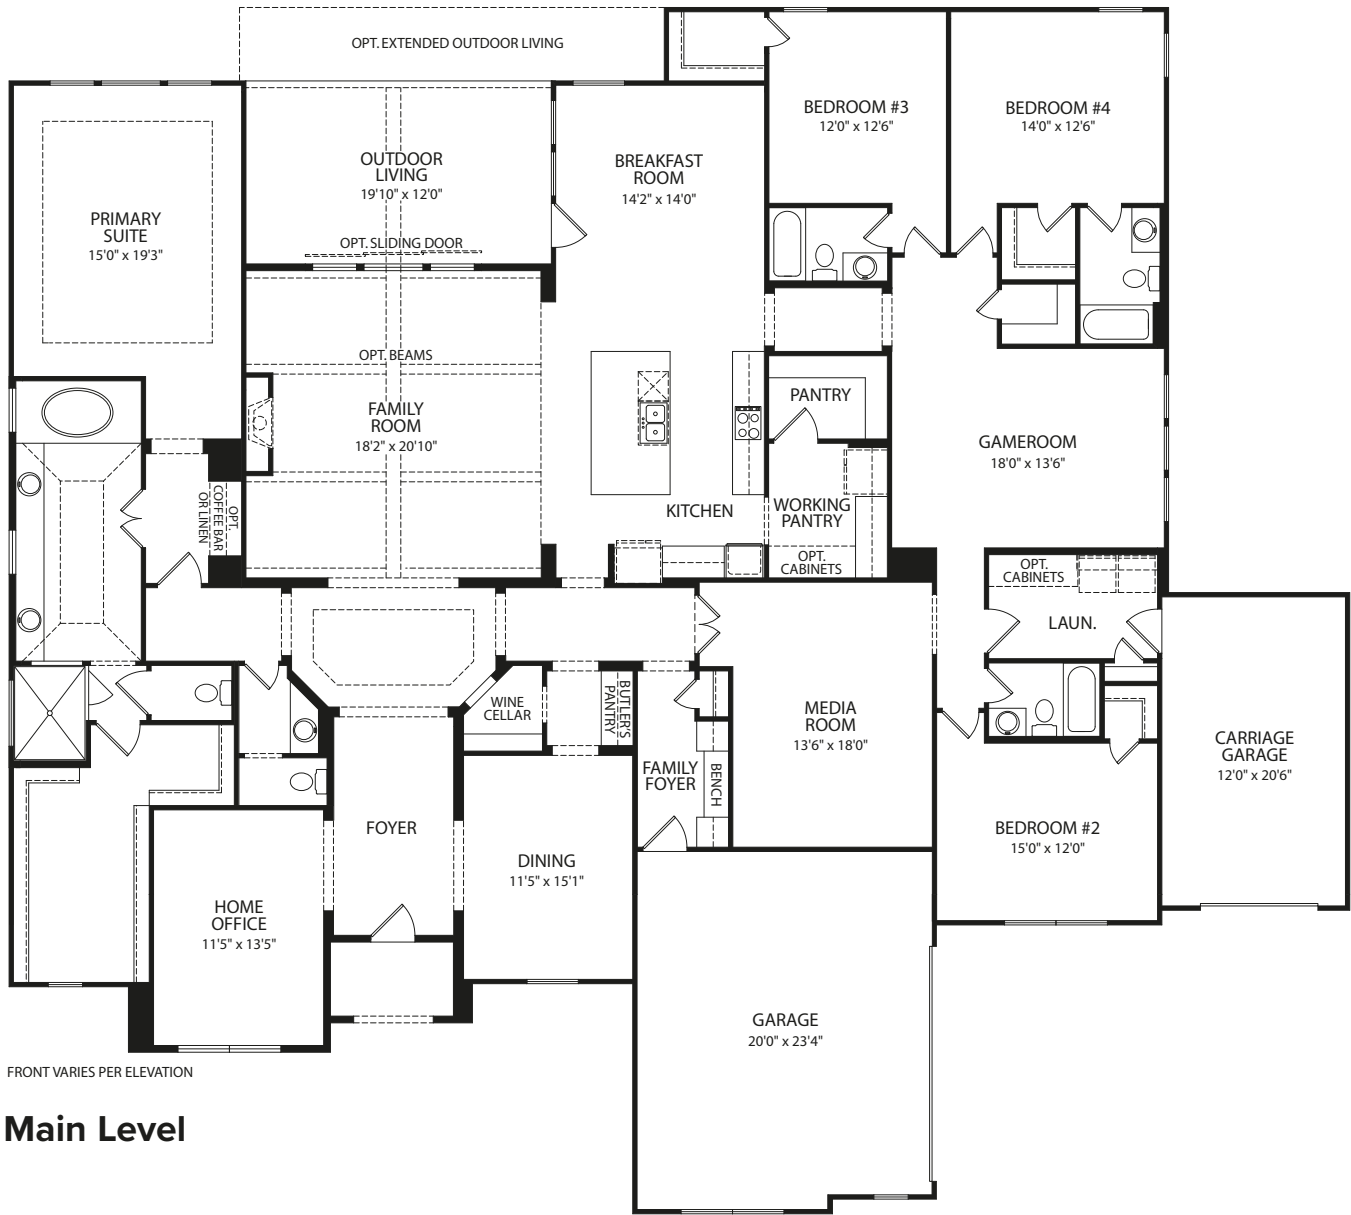 OPT. EXTENDED OUTDOOR LIVING
BEDROOM #3
12'0" x 12'6"
BEDROOM #4
14'0" x 12'6"
OUTDOOR
LIVING
19'10" x 12'0"
OPT. SLIDING DOOR
BREAKFAST
ROOM
14'2" x 14'0"
PRIMARY
SUITE
15'0" x 19'3"
OPT. BEAMS
FAMILY
ROOM
18'2" x 20'10"
PANTRY
GAMEROOM
18'0" x 13'6"
KITCHEN
WORKING
PANTRY
OPT.
CABINETS
OPT.
COFFEE BAR
OR LINEN
OPT.
CABINETS
LAUN.
WINE
CELLAR
BUTLER'S
PANTRY
MEDIA
ROOM
13'6" x 18'0"
CARRIAGE
GARAGE
12'0" x 20'6"
FAMILY
FOYER
BENCH
FOYER
BEDROOM #2
15'0" x 12'0"
DINING
11'5" x 15'1"
HOME
OFFICE
11'5" x 13'5"
GARAGE
20'0" x 23'4"
FRONT VARIES PER ELEVATION
Main Level